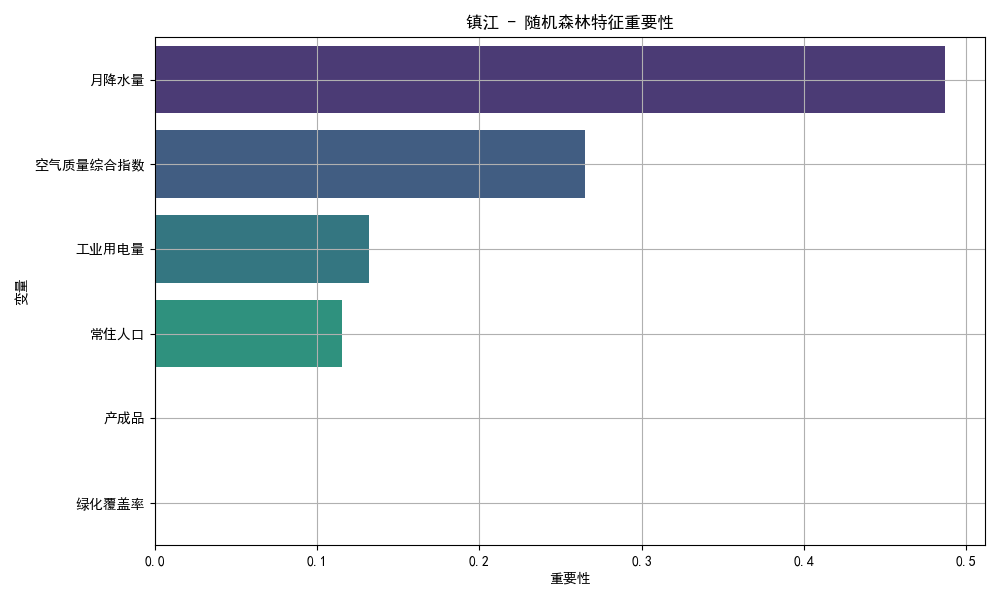 镇江 - 随机森林特征重要性
变量
月降水量
空气质量综合指数
工业用电量
常住人口
产成品
绿化覆盖率
0.0 0.1 0.2 0.3 0.4 0.5
重要性